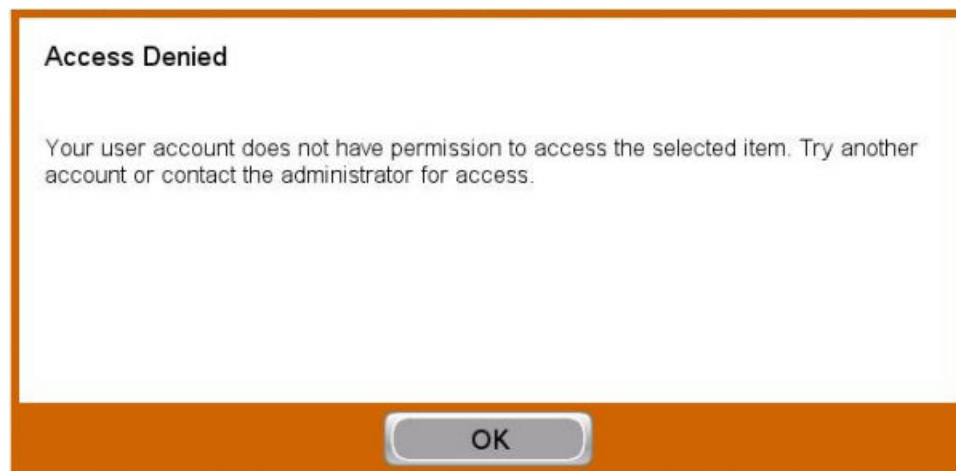 Access Denied
Your user account does not have permission to access the selected item. Try another
account or contact the administrator for access.
OK